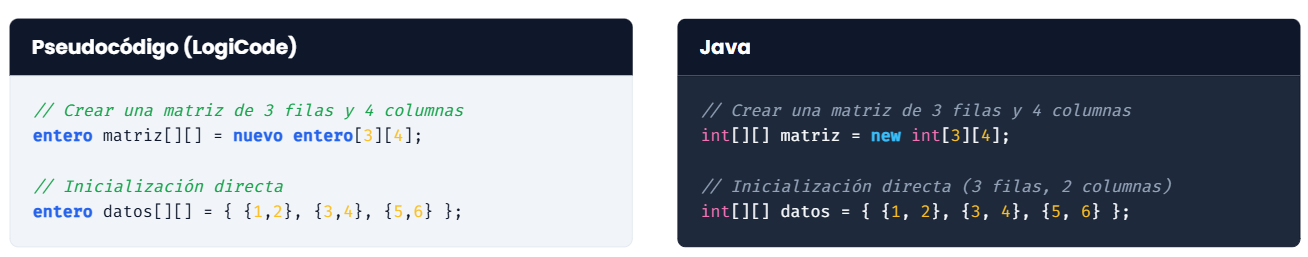 Pseudocódigo (LogiCode)
// Crear una matriz de 3 filas y 4 columnas
entero matriz[][] = nuevo entero[3][4];
// Inicialización directa
entero datos[][] = { {1,2}, {3,4}, {5,6} };
Java
// Crear una matriz de 3 filas y 4 columnas
int[][] matriz = new int[3][4];
// Inicialización directa (3 filas, 2 columnas)
int[][] datos = { {1, 2}, {3, 4}, {5, 6} };